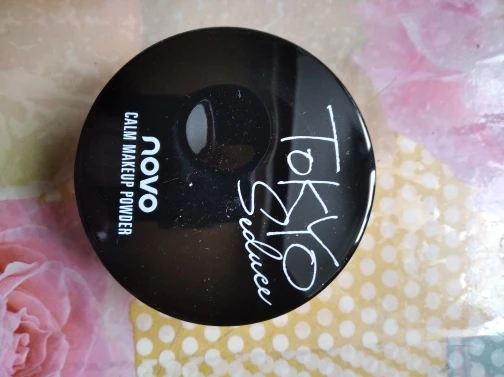 TOKYO
Seduce
novo
CALM MAKEUP POWDER